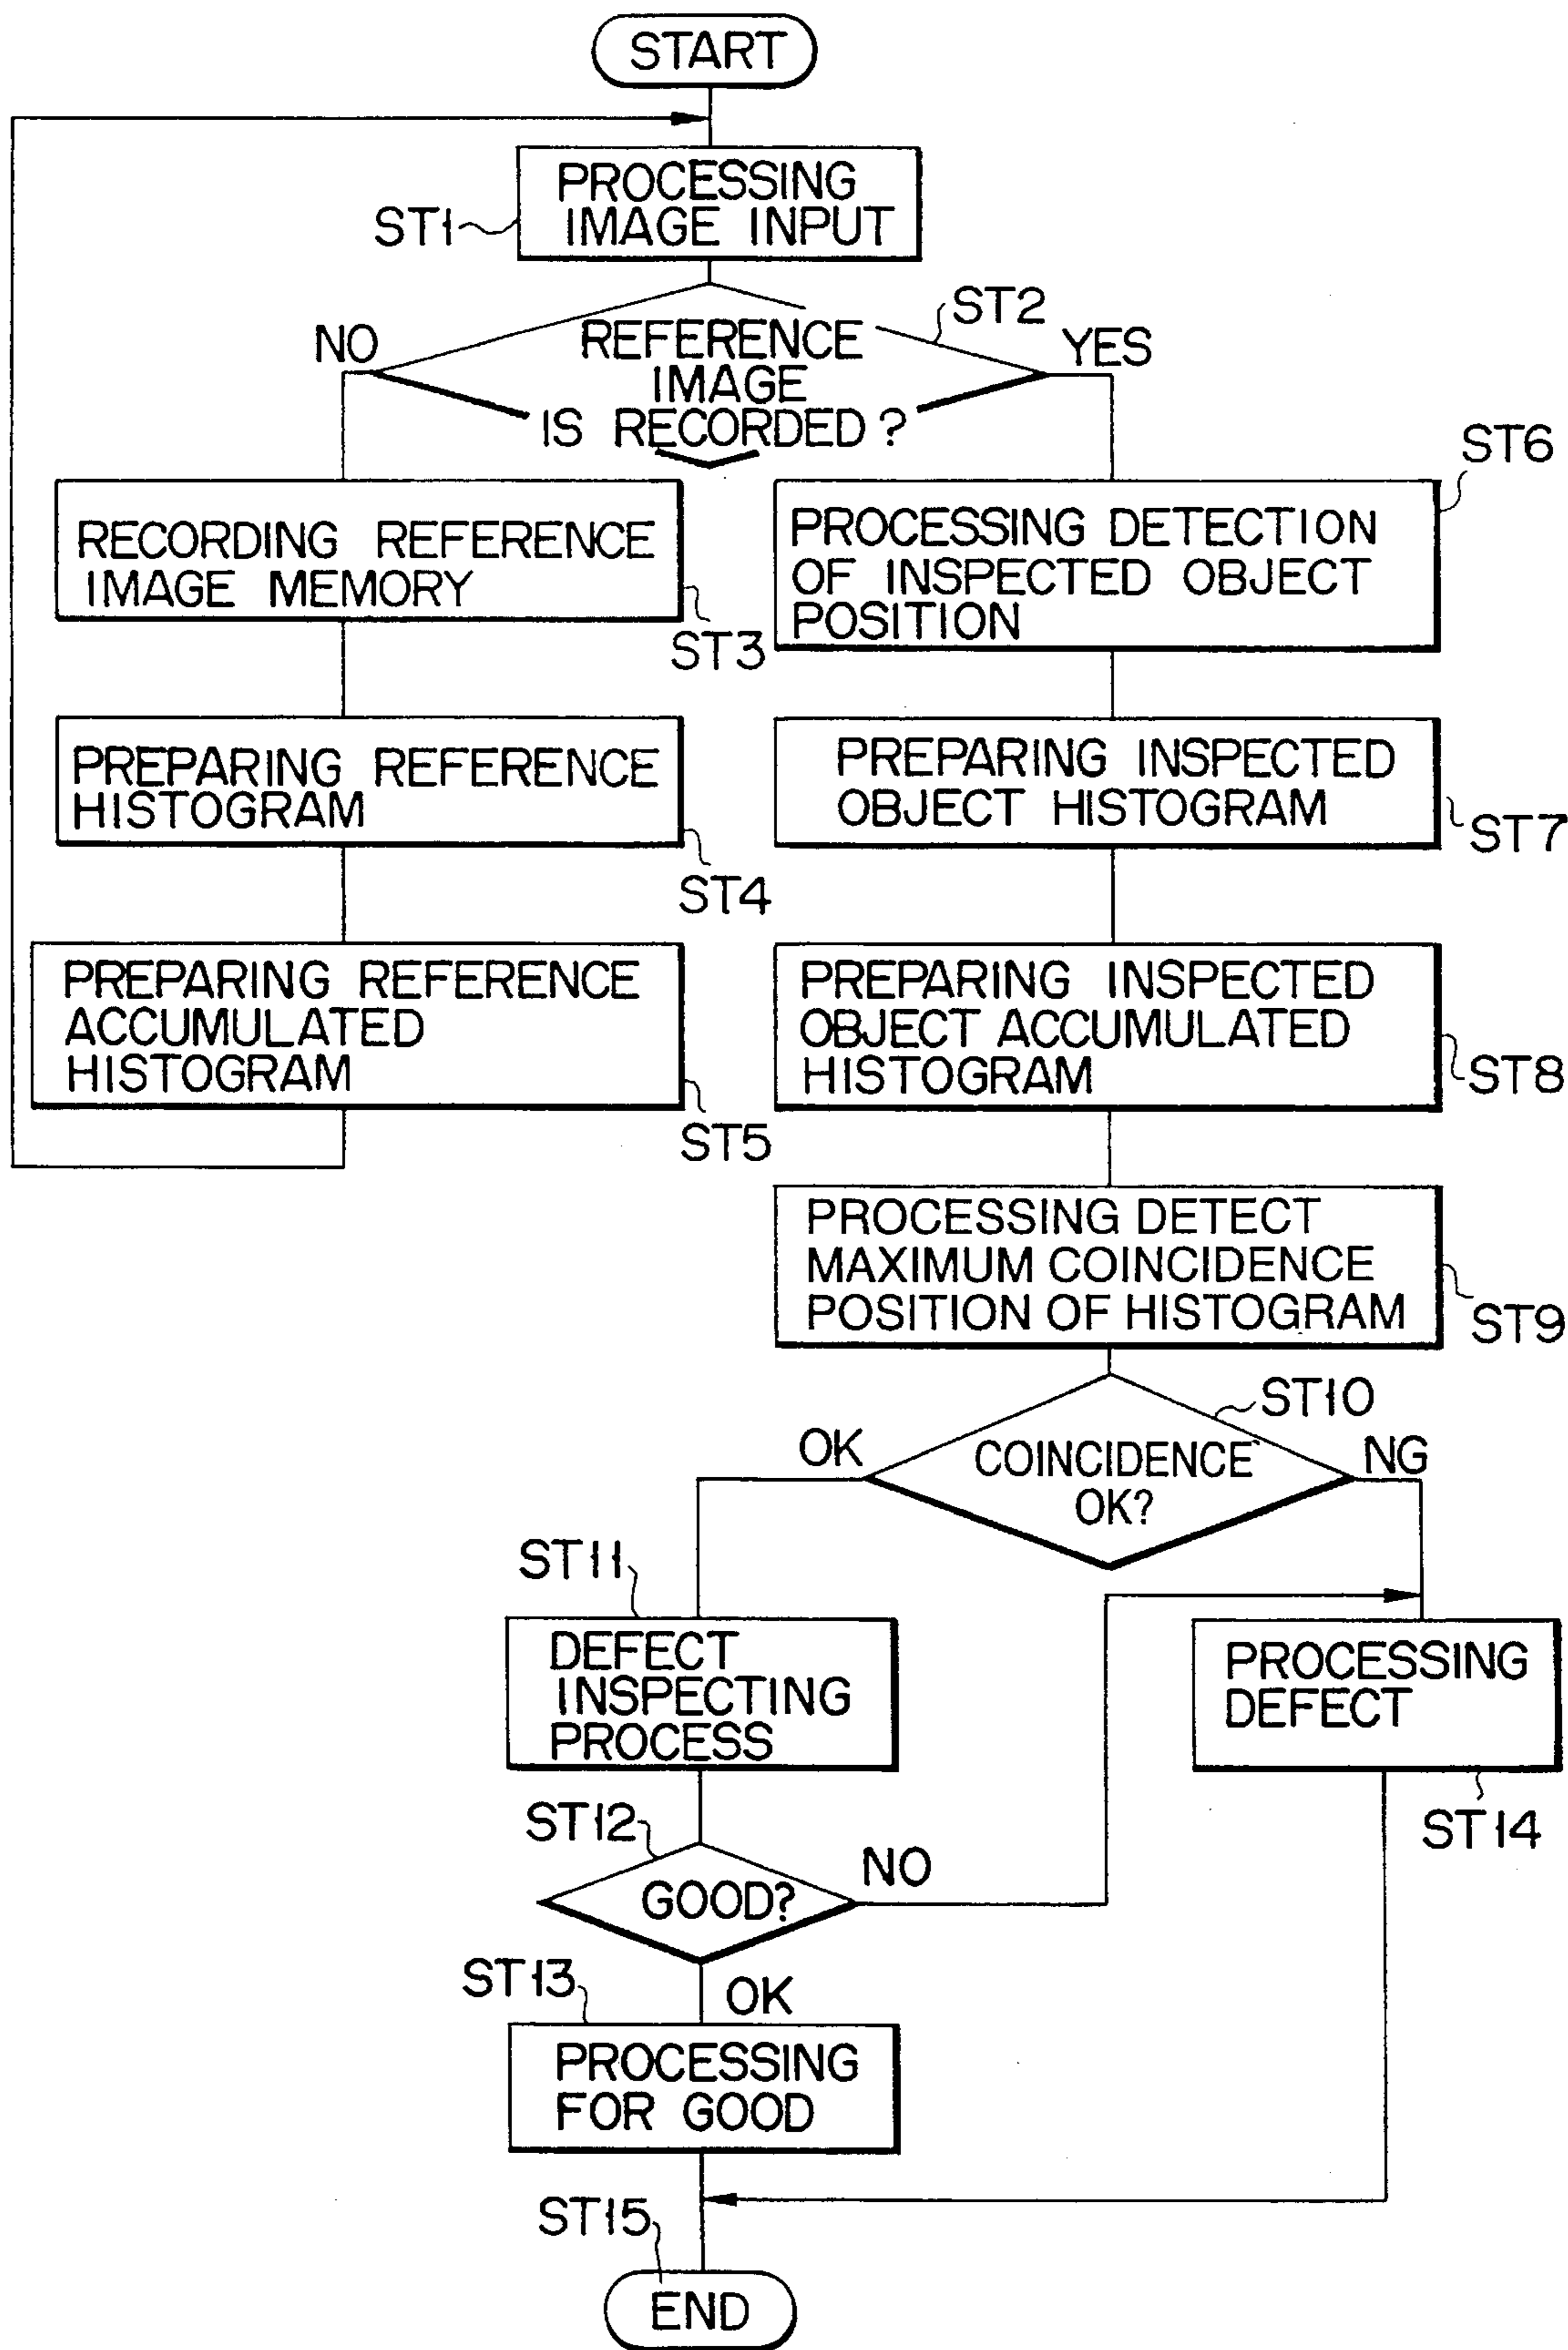 START
PROCESSING
IMAGE INPUT
ST1
ST2
NO
YES
REFERENCE
IMAGE
IS RECORDED ?
ST6
RECORDING REFERENCE
IMAGE MEMORY
ST3
PROCESSING DETECTION
OF INSPECTED OBJECT
POSITION
PREPARING REFERENCE
HISTOGRAM
ST4
PREPARING INSPECTED
OBJECT HISTOGRAM
ST7
PREPARING REFERENCE
ACCUMULATED
HISTOGRAM
ST5
PREPARING INSPECTED
OBJECT ACCUMULATED
HISTOGRAM
ST8
PROCESSING DETECT
MAXIMUM COINCIDENCE
POSITION OF HISTOGRAM
ST9
ST10
OK
COINCIDENCE
OK?
NG
ST11
DEFECT
INSPECTING
PROCESS
PROCESSING
DEFECT
ST14
ST12
GOOD?
NO
ST13
OK
PROCESSING
FOR GOOD
ST15
END